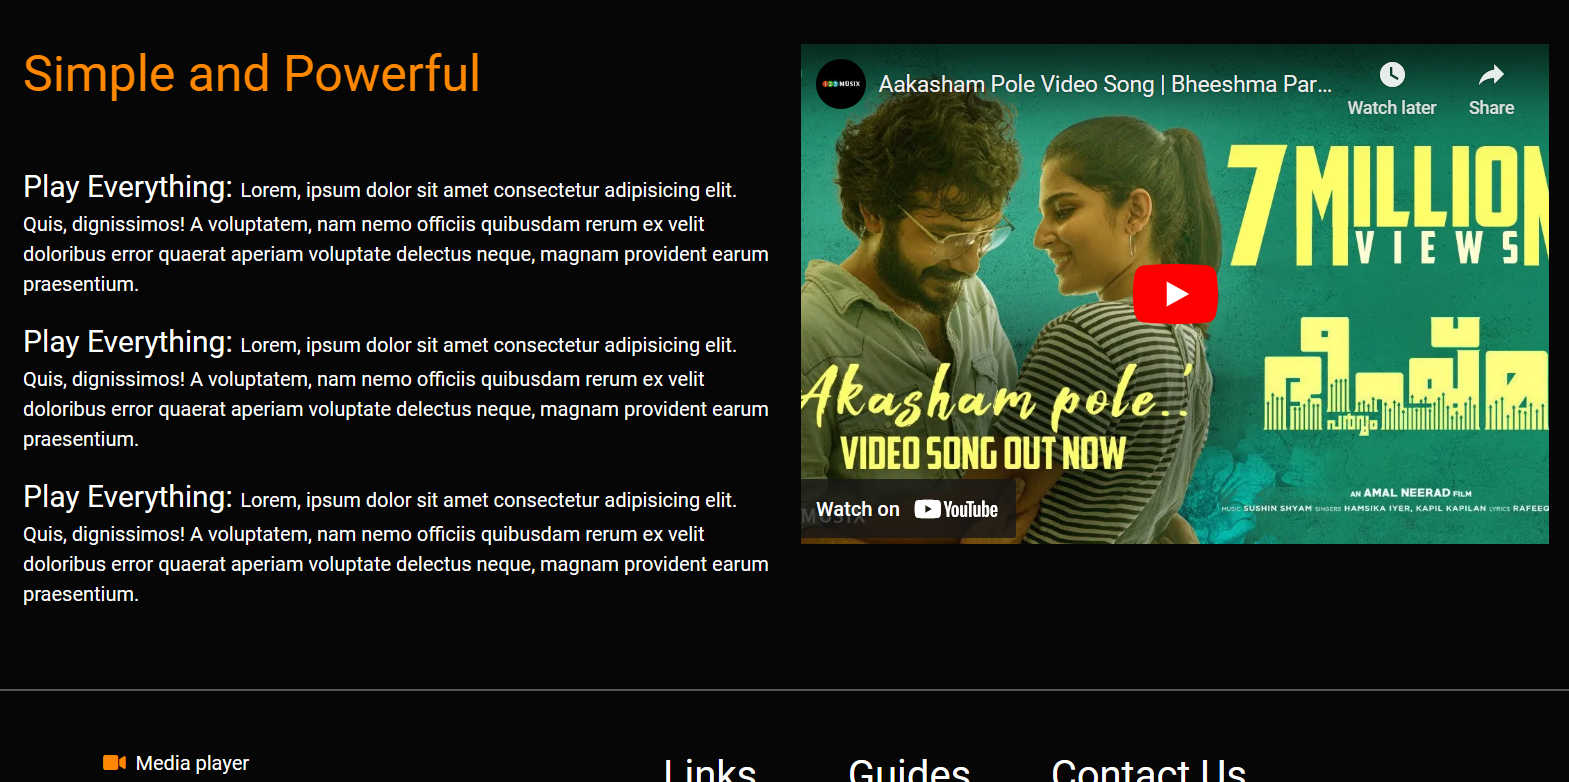 Simple and Powerful
Play Everything: Lorem, ipsum dolor sit amet consectetur adipisicing elit.
Quis, dignissimos! A voluptatem, nam nemo officiis quibusdam rerum ex velit
doloribus error quaerat aperiam voluptate delectus neque, magnam provident earum
praesentium.
Play Everything: Lorem, ipsum dolor sit amet consectetur adipisicing elit.
Quis, dignissimos! A voluptatem, nam nemo officiis quibusdam rerum ex velit
doloribus error quaerat aperiam voluptate delectus neque, magnam provident earum
praesentium.
Play Everything: Lorem, ipsum dolor sit amet consectetur adipisicing elit.
Quis, dignissimos! A voluptatem, nam nemo officiis quibusdam rerum ex velit
doloribus error quaerat aperiam voluptate delectus neque, magnam provident earum
praesentium.
123 MUSIX
Aakasham Pole Video Song | Bheeshma Par...
Watch later
Share
7 MILLION
VIEWS
ഭീഷ്മ
പർവ്വം
Akasham pole..
VIDEO SONG OUT NOW
AN AMAL NEERAD FILM
MUSIC SUSHIN SHYAM SINGERS HAMSIKA IYER, KAPIL KAPILAN LYRICS RAFEEQ
Watch on YouTube
MUSIX
Media player
Links
Guides
Contact Us